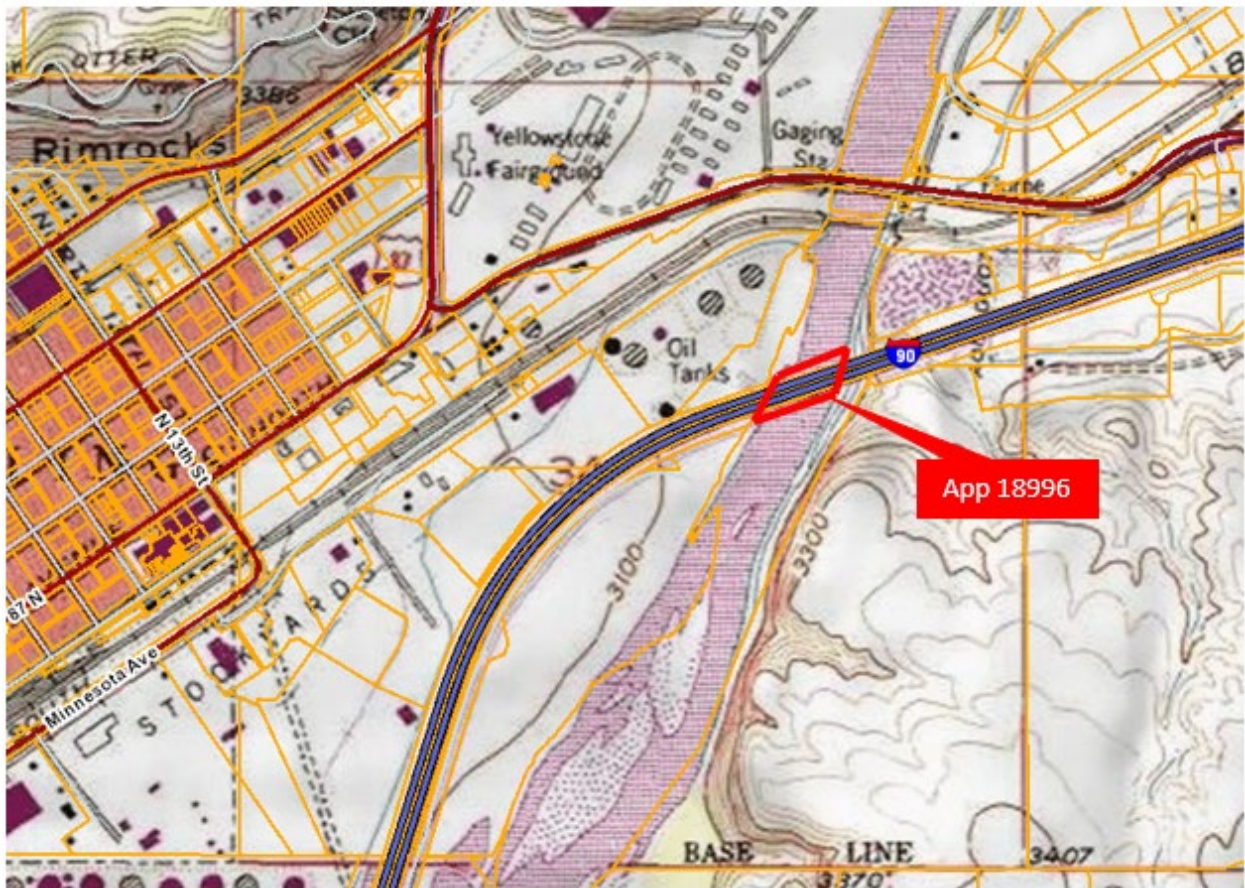 OTTER
3386
Rimrocks
Yellowstone
Fairground
Gaging
Sta
87
Oil
Tanks
90
App 18996
N 13th St
3100
3300
87 N
Minnesota Ave
STOCKYARDS
BASE LINE
3407
3370